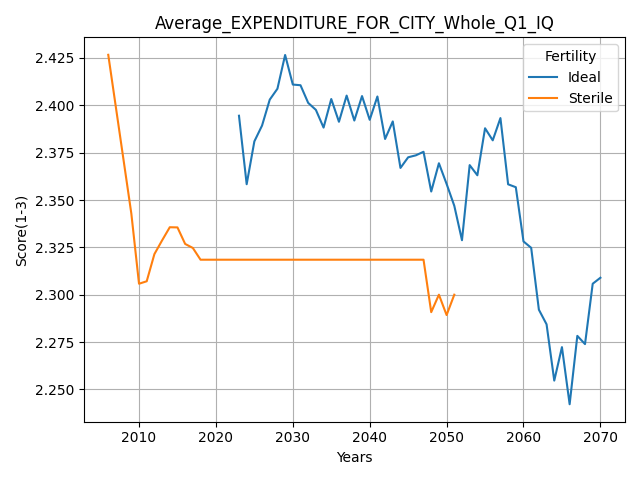 Average_EXPENDITURE_FOR_CITY_Whole_Q1_IQ
Fertility
Ideal
Sterile
Score(1-3)
2.425
2.400
2.375
2.350
2.325
2.300
2.275
2.250
2010 2020 2030 2040 2050 2060 2070
Years